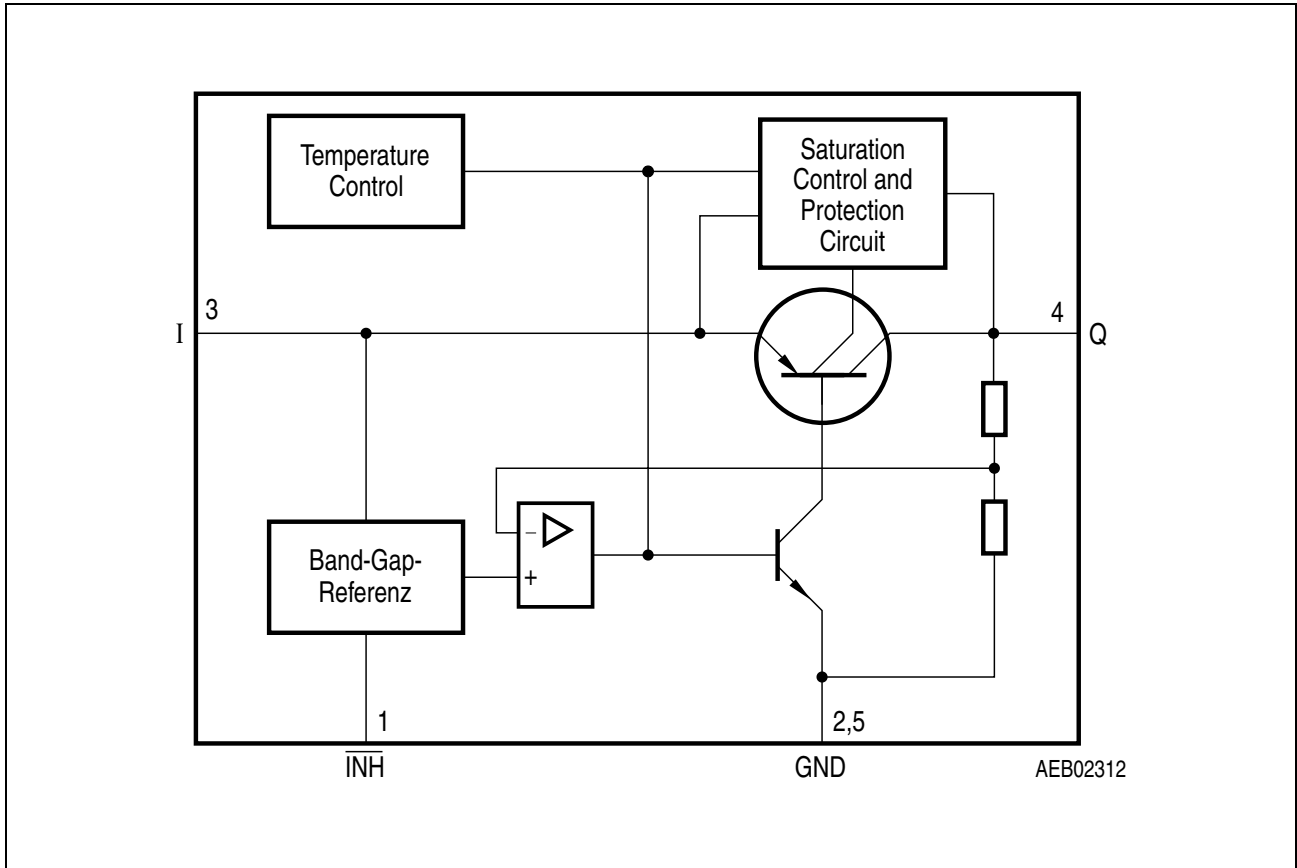 Temperature
Control
Saturation
Control and
Protection
Circuit
I
3
4
Q
Band-Gap-
Referenz
−
+
1
2,5
INH
GND
AEB02312